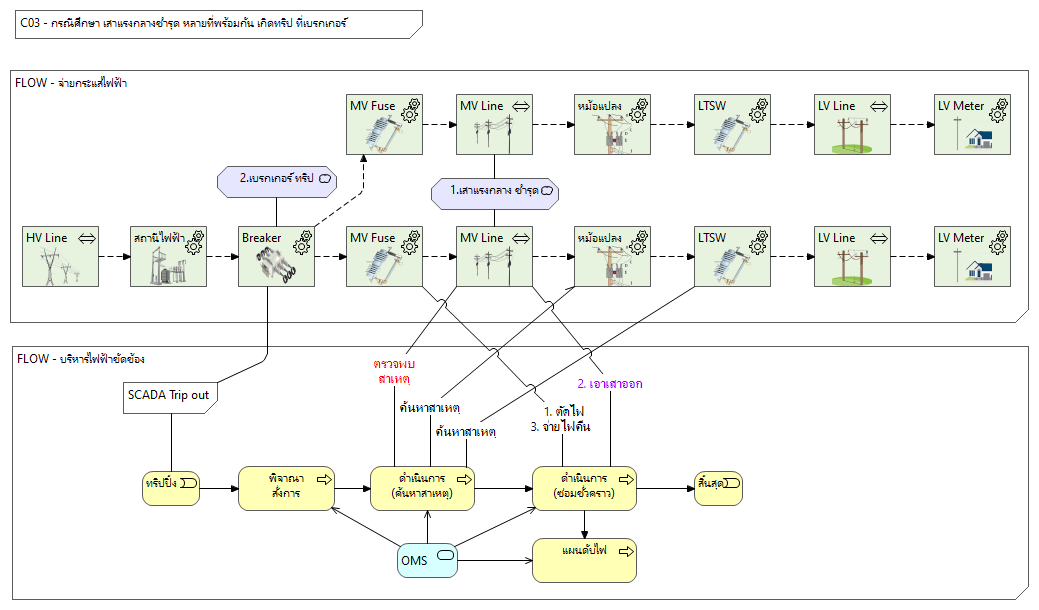 C03 - กรณีศึกษา เสาแรงกลางชำรุด หลายที่พร้อมกัน เกิดทริป ที่เบรกเกอร์
FLOW - จ่ายกระแสไฟฟ้า
MV Fuse
MV Line
หม้อแปลง
LTSW
LV Line
LV Meter
2.เบรกเกอร์ ทริป
1.เสาแรงกลาง ชำรุด
HV Line
สถานีไฟฟ้า
Breaker
MV Fuse
MV Line
หม้อแปลง
LTSW
LV Line
LV Meter
FLOW - บริหารไฟฟ้าขัดข้อง
ตรวจพบ
สาเหตุ
2. เอาเสาออก
SCADA Trip out
ค้นหาสาเหตุ
1. ตัดไฟ
3. จ่ายไฟคืน
ค้นหาสาเหตุ
ทริปปิ้ง
พิจาณา
สั่งการ
ดำเนินการ
(ค้นหาสาเหตุ)
ดำเนินการ
(ซ่อมชั่วคราว)
สิ้นสุด
OMS
แผนดับไฟ